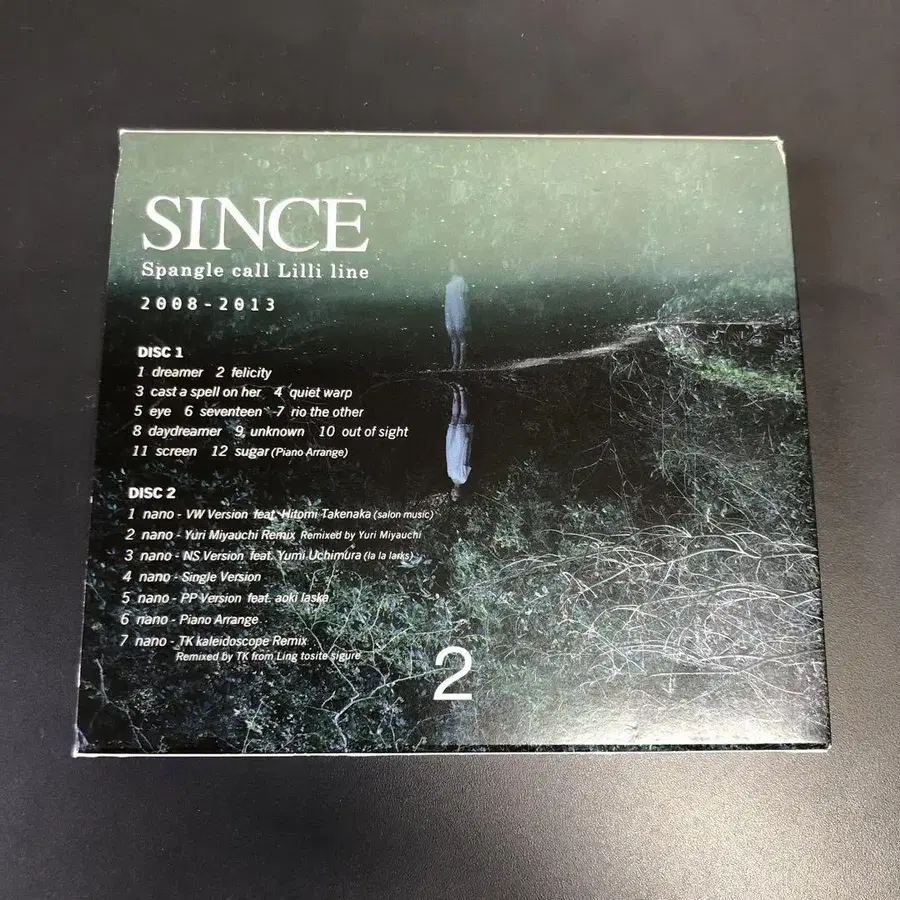 SINCE
Spangle call Lilli line
2008-2013
DISC 1
1 dreamer 2 felicity
3 cast a spell on her 4 quiet warp
5 eye 6 seventeen 7 rio the other
8 daydreamer 9 unknown 10 out of sight
11 screen 12 sugar (Piano Arrange)
DISC 2
1 nano - VW Version feat. Hitomi Takenaka (salon music)
2 nano - Yuri Miyauchi Remix Remixed by Yuri Miyauchi
3 nano - NS Version feat. Yumi Uchimura (la la larks)
4 nano - Single Version
5 nano - PP Version feat. aoki laska
6 nano - Piano Arrange
7 nano - TK kaleidoscope Remix
Remixed by TK from Ling tosite sigure
2